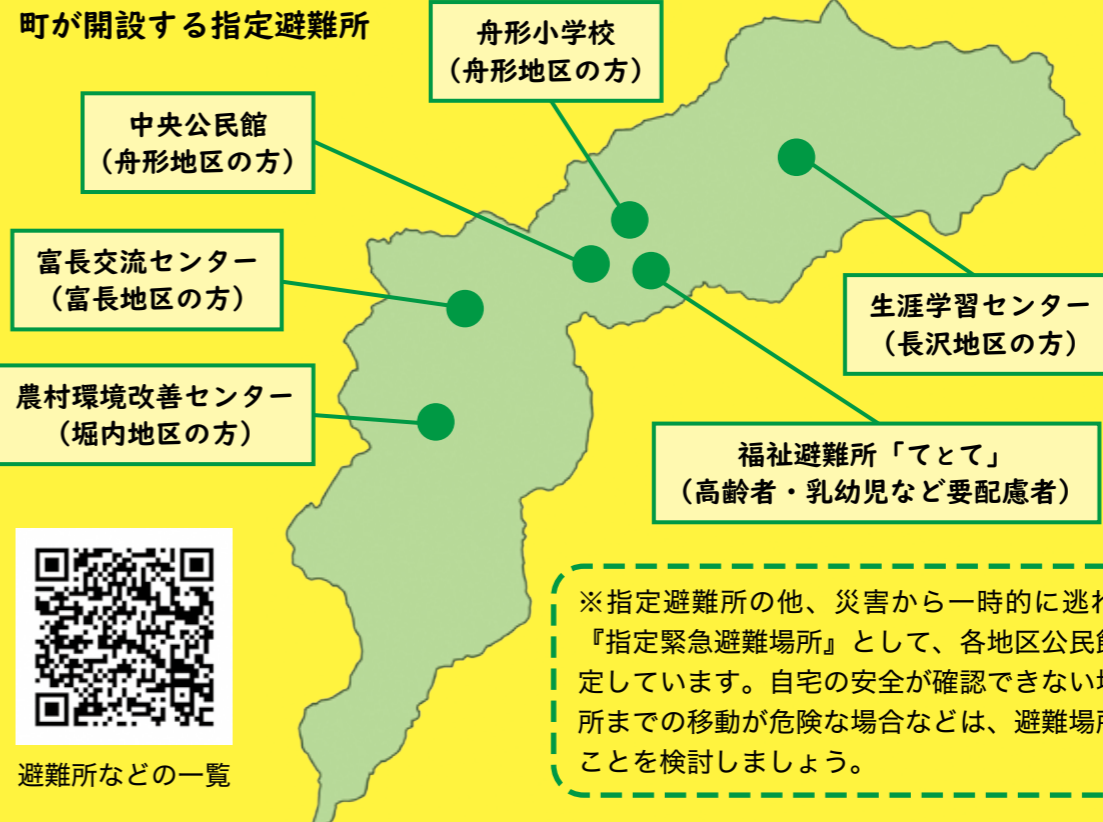 町が開設する指定避難所
舟形小学校
（舟形地区の方）
中央公民館
（舟形地区の方）
富長交流センター
（富長地区の方）
農村環境改善センター
（堀内地区の方）
生涯学習センター
（長沢地区の方）
福祉避難所「てとて」
（高齢者・乳幼児など要配慮者）
避難所などの一覧
※指定避難所の他、災害から一時的に逃れ
『指定緊急避難場所』として、各地区公民館
定しています。自宅の安全が確認できない場
所までの移動が危険な場合などは、避難場所
ことを検討しましょう。